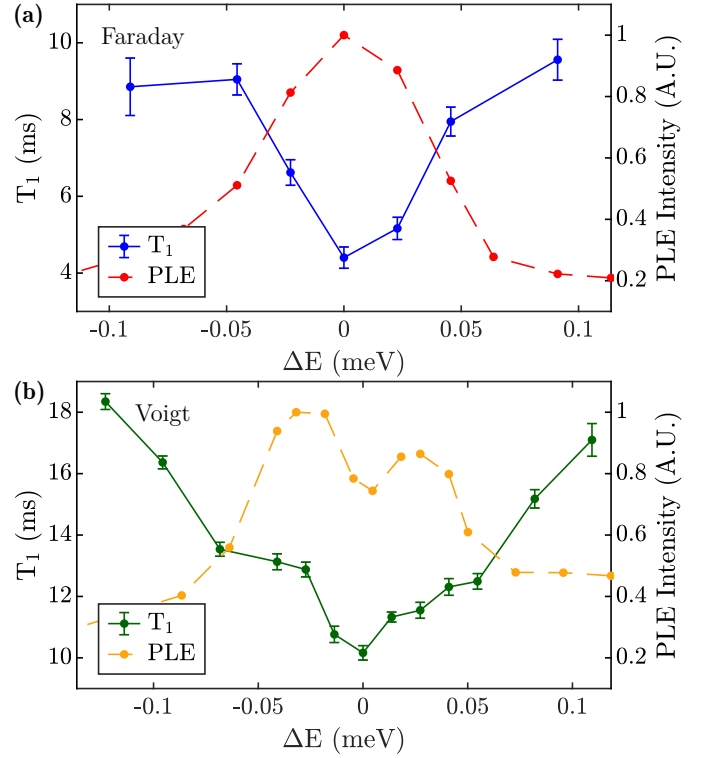 (a)
Faraday
10
8
6
4
T₁ (ms)
1
0.8
0.6
0.4
0.2
PLE Intensity (A.U.)
T₁
PLE
-0.1
-0.05
0
0.05
0.1
ΔE (meV)
(b)
Voigt
18
16
14
12
10
T₁ (ms)
1
0.8
0.6
0.4
0.2
PLE Intensity (A.U.)
T₁
PLE
-0.1
-0.05
0
0.05
0.1
ΔE (meV)